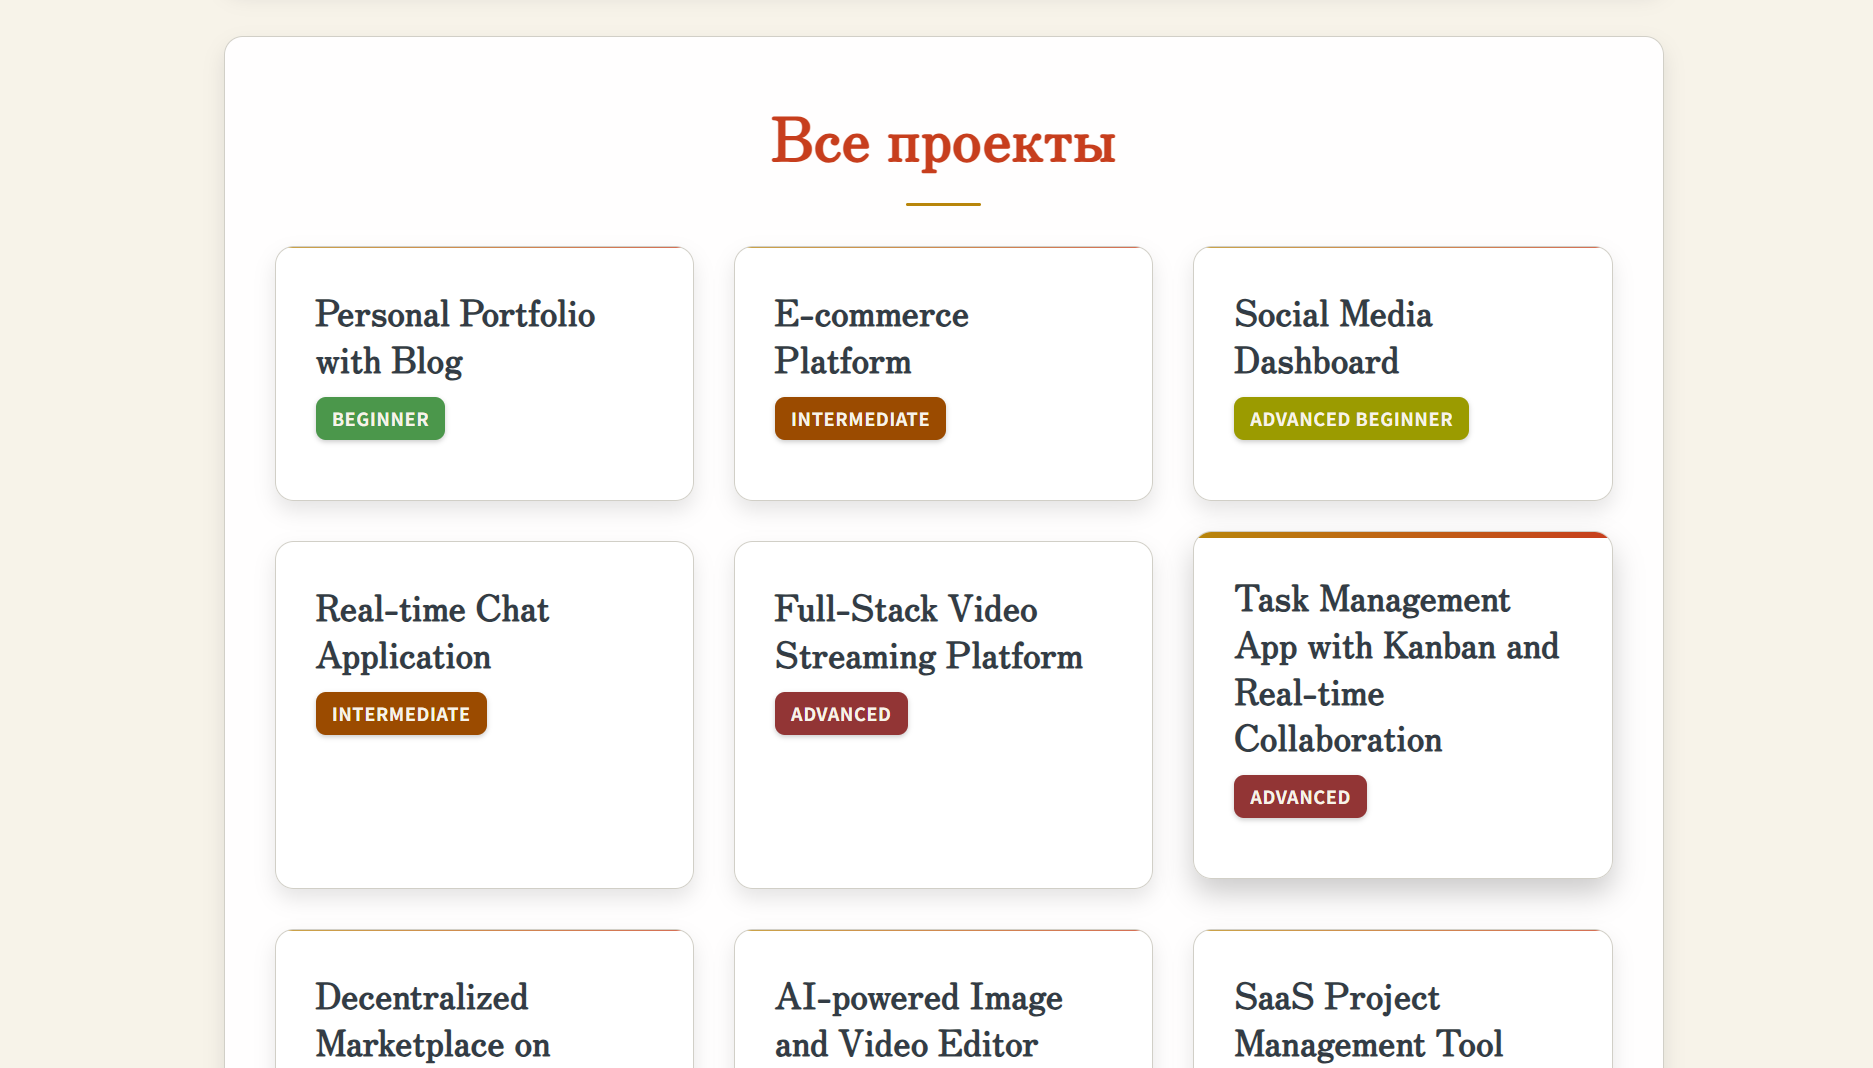 Все проекты
Personal Portfolio
with Blog
BEGINNER
E-commerce
Platform
INTERMEDIATE
Social Media
Dashboard
ADVANCED BEGINNER
Real-time Chat
Application
INTERMEDIATE
Full-Stack Video
Streaming Platform
ADVANCED
Task Management
App with Kanban and
Real-time
Collaboration
ADVANCED
Decentralized
Marketplace on
AI-powered Image
and Video Editor
SaaS Project
Management Tool